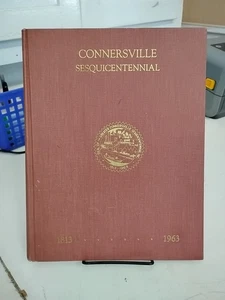 CONNERSVILLE
SESQUICENTENNIAL
1813 . . . . . . 1963